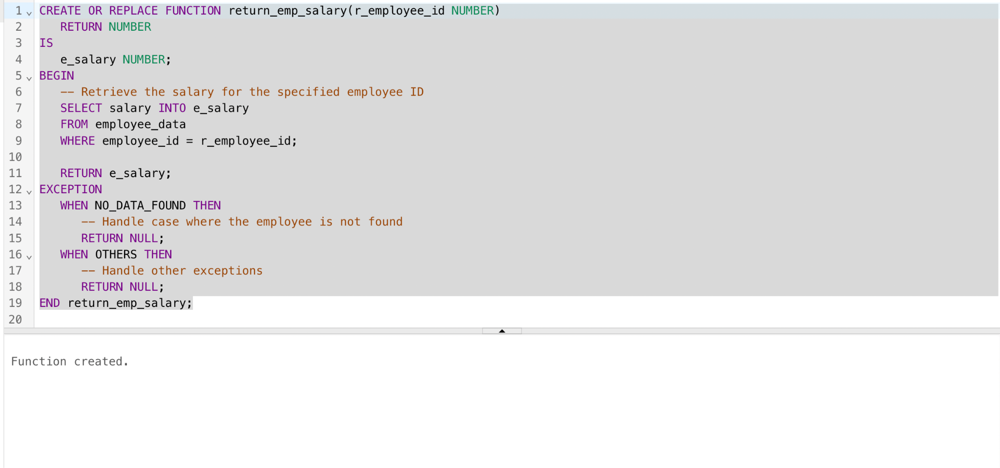 1 CREATE OR REPLACE FUNCTION return_emp_salary(r_employee_id NUMBER)
2    RETURN NUMBER
3 IS
4    e_salary NUMBER;
5 BEGIN
6    -- Retrieve the salary for the specified employee ID
7    SELECT salary INTO e_salary
8    FROM employee_data
9    WHERE employee_id = r_employee_id;
10
11    RETURN e_salary;
12 EXCEPTION
13    WHEN NO_DATA_FOUND THEN
14       -- Handle case where the employee is not found
15       RETURN NULL;
16    WHEN OTHERS THEN
17       -- Handle other exceptions
18       RETURN NULL;
19 END return_emp_salary;
20
Function created.